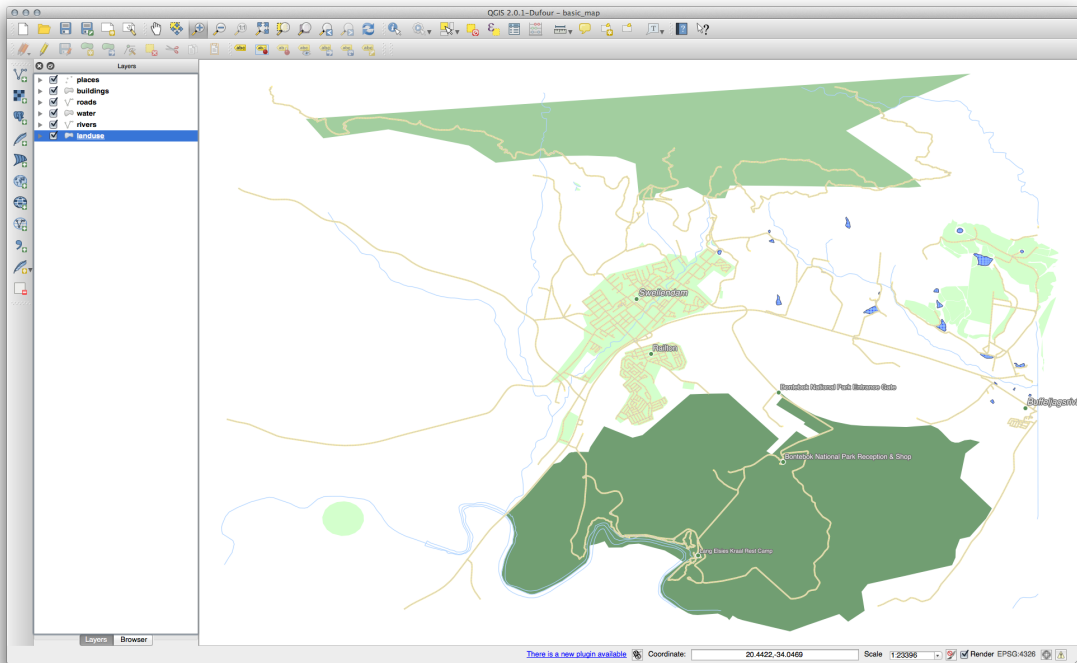 QGIS 2.0.1-Dufour - basic_map
Layers
places
buildings
roads
water
rivers
landuse
Swellendam
Railton
Bontebok National Park Entrance Gate
Buffeljagsrivi
Bontebok National Park Reception & Shop
Lang Elsies Kraal Rest Camp
Layers
Browser
There is a new plugin available
Coordinate:
20.4422,-34.0469
Scale
1:23396
Render
EPSG:4326